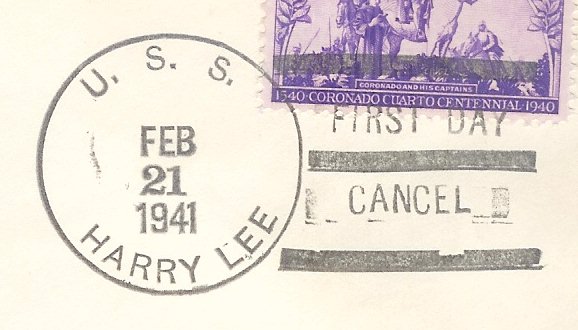 U. S. S.
FEB
21
1941
HARRY LEE
CORONADO AND HIS CAPTAINS
1540·CORONADO CUARTO CENTENNIAL·1940
FIRST DAY
CANCEL